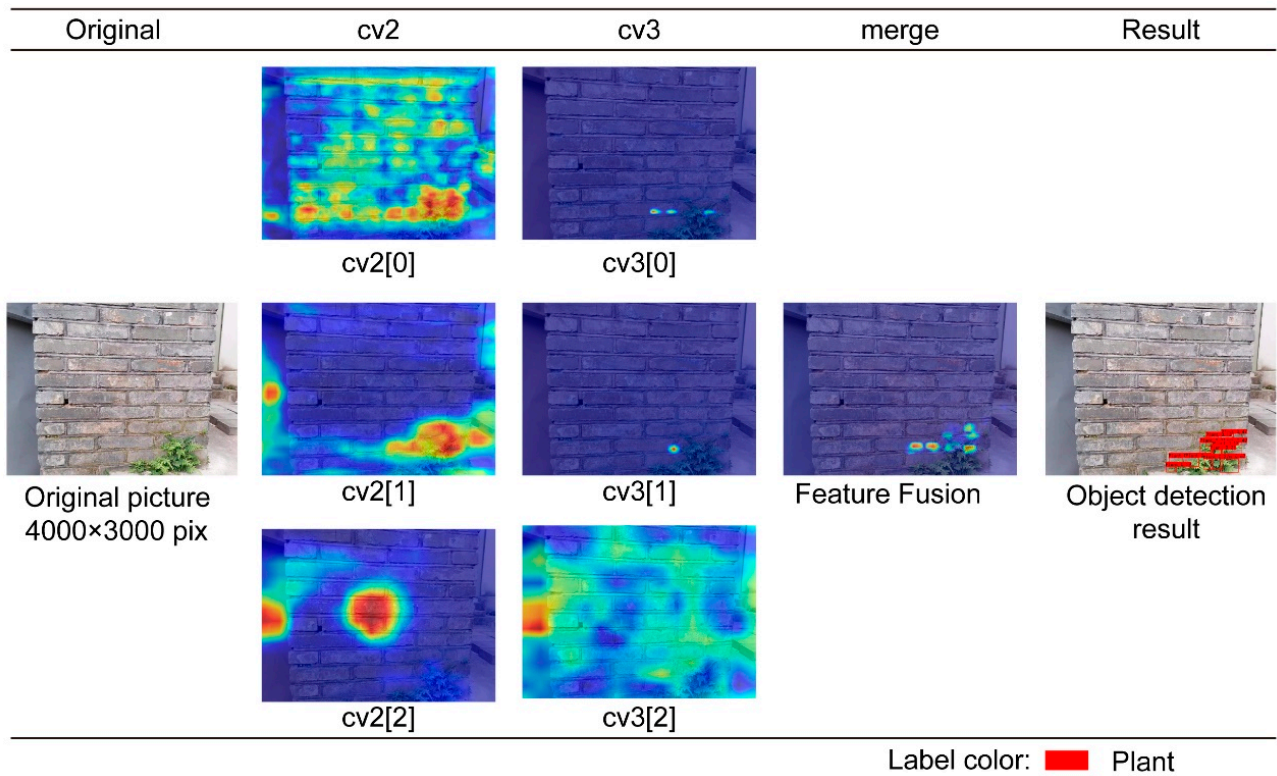 Original cv2 cv3 merge Result
cv2[0] cv3[0]
cv2[1] cv3[1] Feature Fusion
Original picture
4000×3000 pix
Object detection
result
cv2[2] cv3[2]
Label color: Plant